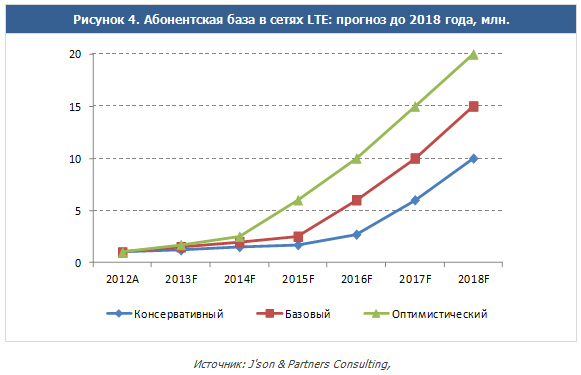 Рисунок 4. Абонентская база в сетях LTE: прогноз до 2018 года, млн.
20
15
10
5
0
2012A 2013F 2014F 2015F 2016F 2017F 2018F
Консервативный Базовый Оптимистический
Источник: J'son & Partners Consulting,